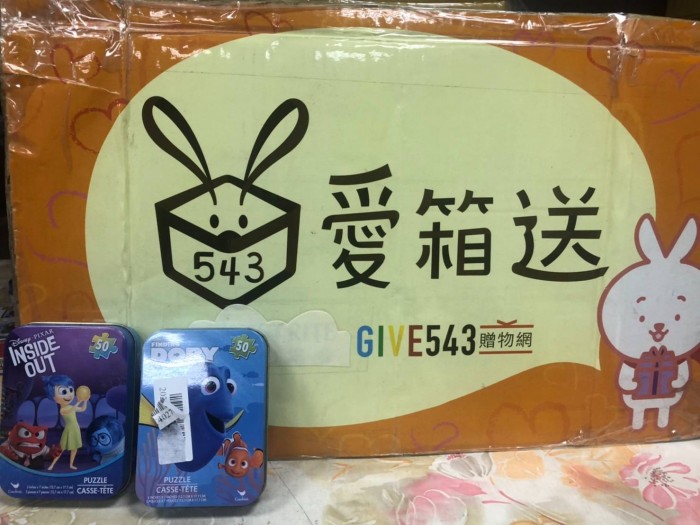 543
愛箱送
GIVE543贈物網
Disney PIXAR
INSIDE
OUT
50
PUZZLE
CASSE-TÊTE
DORY
50
4027
PUZZLE
CASSE-TÊTE